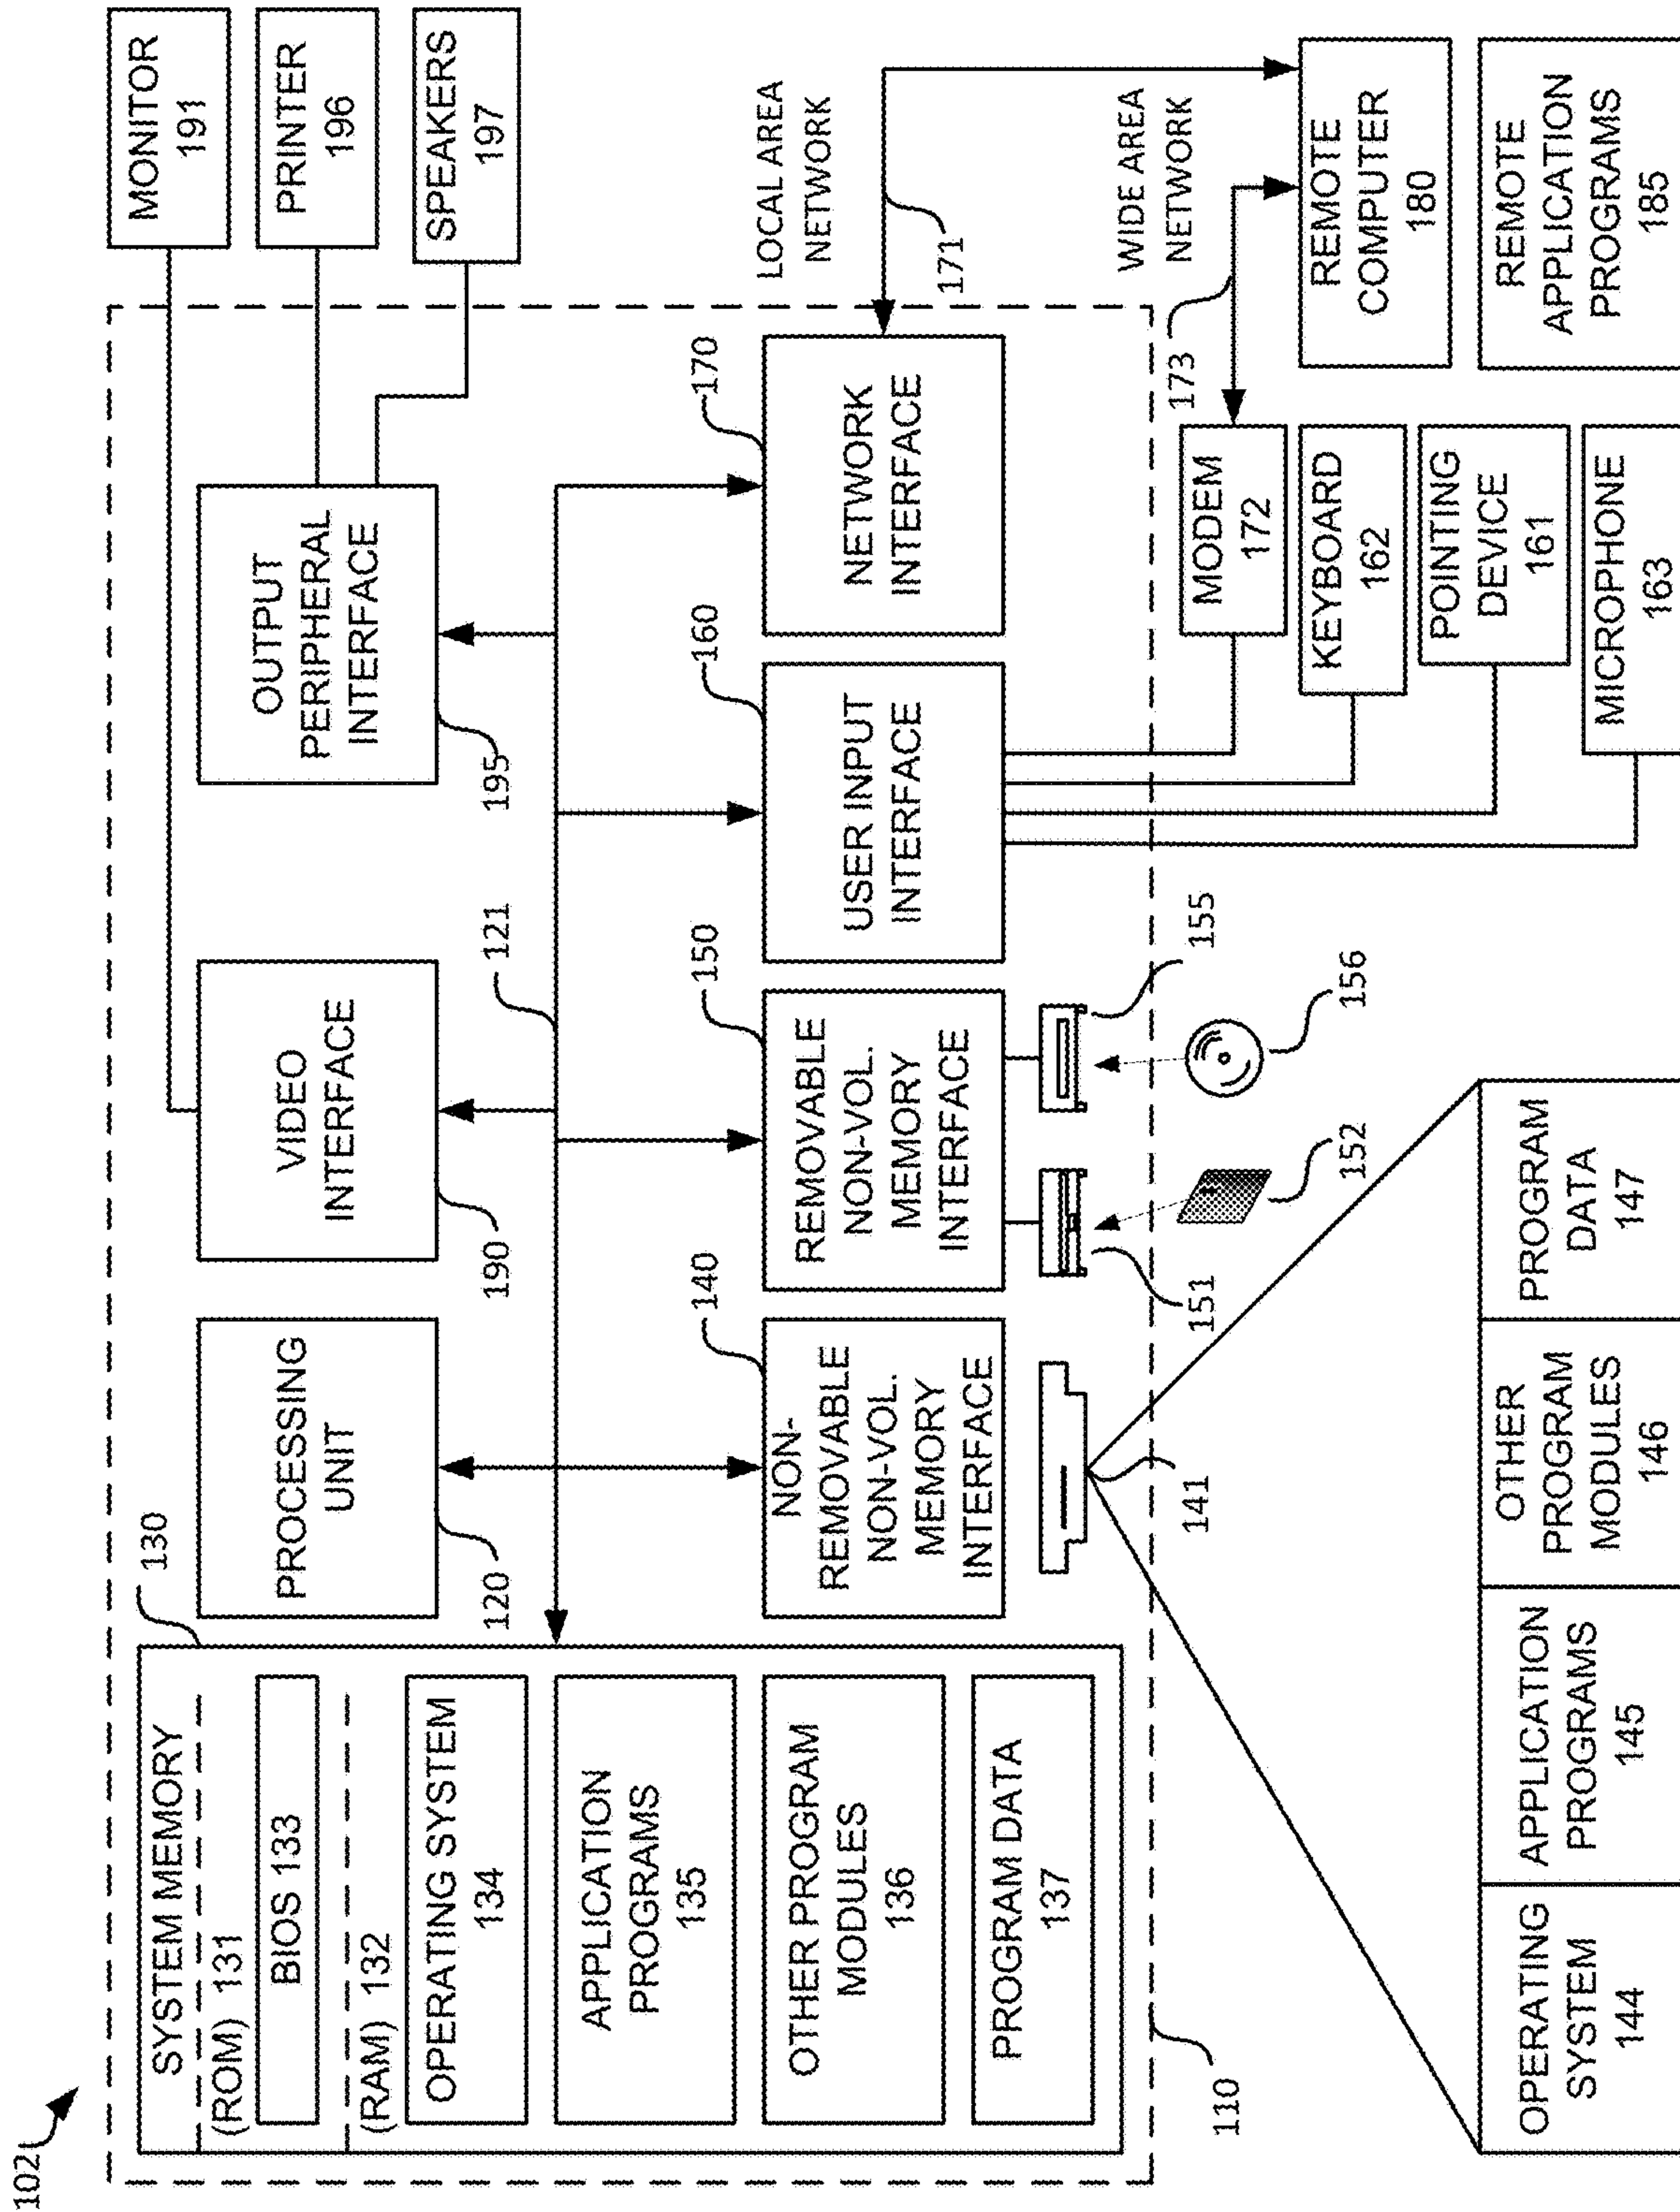 102
SYSTEM MEMORY
130
(ROM) 131
BIOS 133
(RAM) 132
OPERATING SYSTEM
134
APPLICATION
PROGRAMS
135
OTHER PROGRAM
MODULES
136
PROGRAM DATA
137
110
PROCESSING
UNIT
120
VIDEO
INTERFACE
190
OUTPUT
PERIPHERAL
INTERFACE
195
121
MONITOR
191
PRINTER
196
SPEAKERS
197
140
NON-
REMOVABLE
NON-VOL.
MEMORY
INTERFACE
150
REMOVABLE
NON-VOL.
MEMORY
INTERFACE
160
USER INPUT
INTERFACE
170
NETWORK
INTERFACE
LOCAL AREA
NETWORK
171
WIDE AREA
NETWORK
173
141
151
152
155
156
MODEM
172
KEYBOARD
162
POINTING
DEVICE
161
MICROPHONE
163
REMOTE
COMPUTER
180
REMOTE
APPLICATION
PROGRAMS
185
OPERATING
SYSTEM
144
APPLICATION
PROGRAMS
145
OTHER
PROGRAM
MODULES
146
PROGRAM
DATA
147